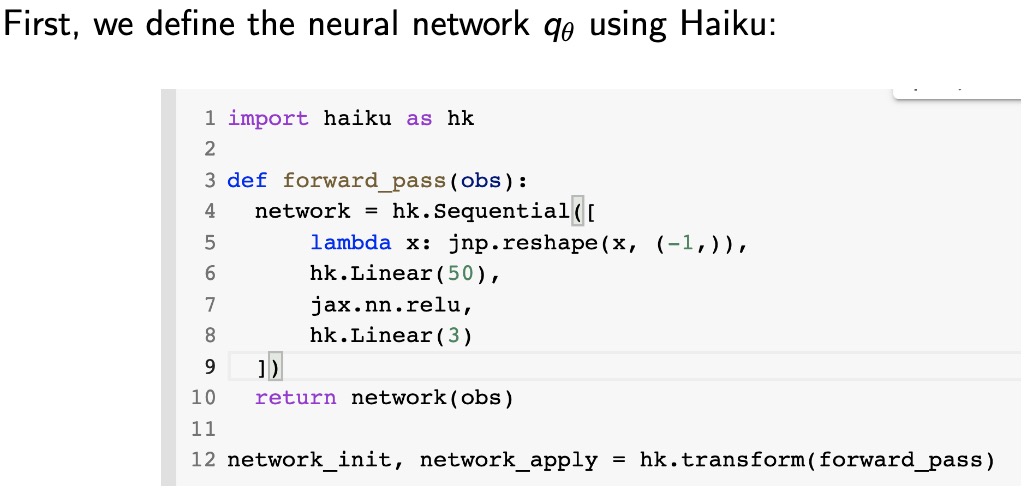 First, we define the neural network qθ using Haiku:
1 import haiku as hk
2
3 def forward_pass(obs):
4   network = hk.Sequential([
5       lambda x: jnp.reshape(x, (-1,)),
6       hk.Linear(50),
7       jax.nn.relu,
8       hk.Linear(3)
9   ])
10   return network(obs)
11
12 network_init, network_apply = hk.transform(forward_pass)